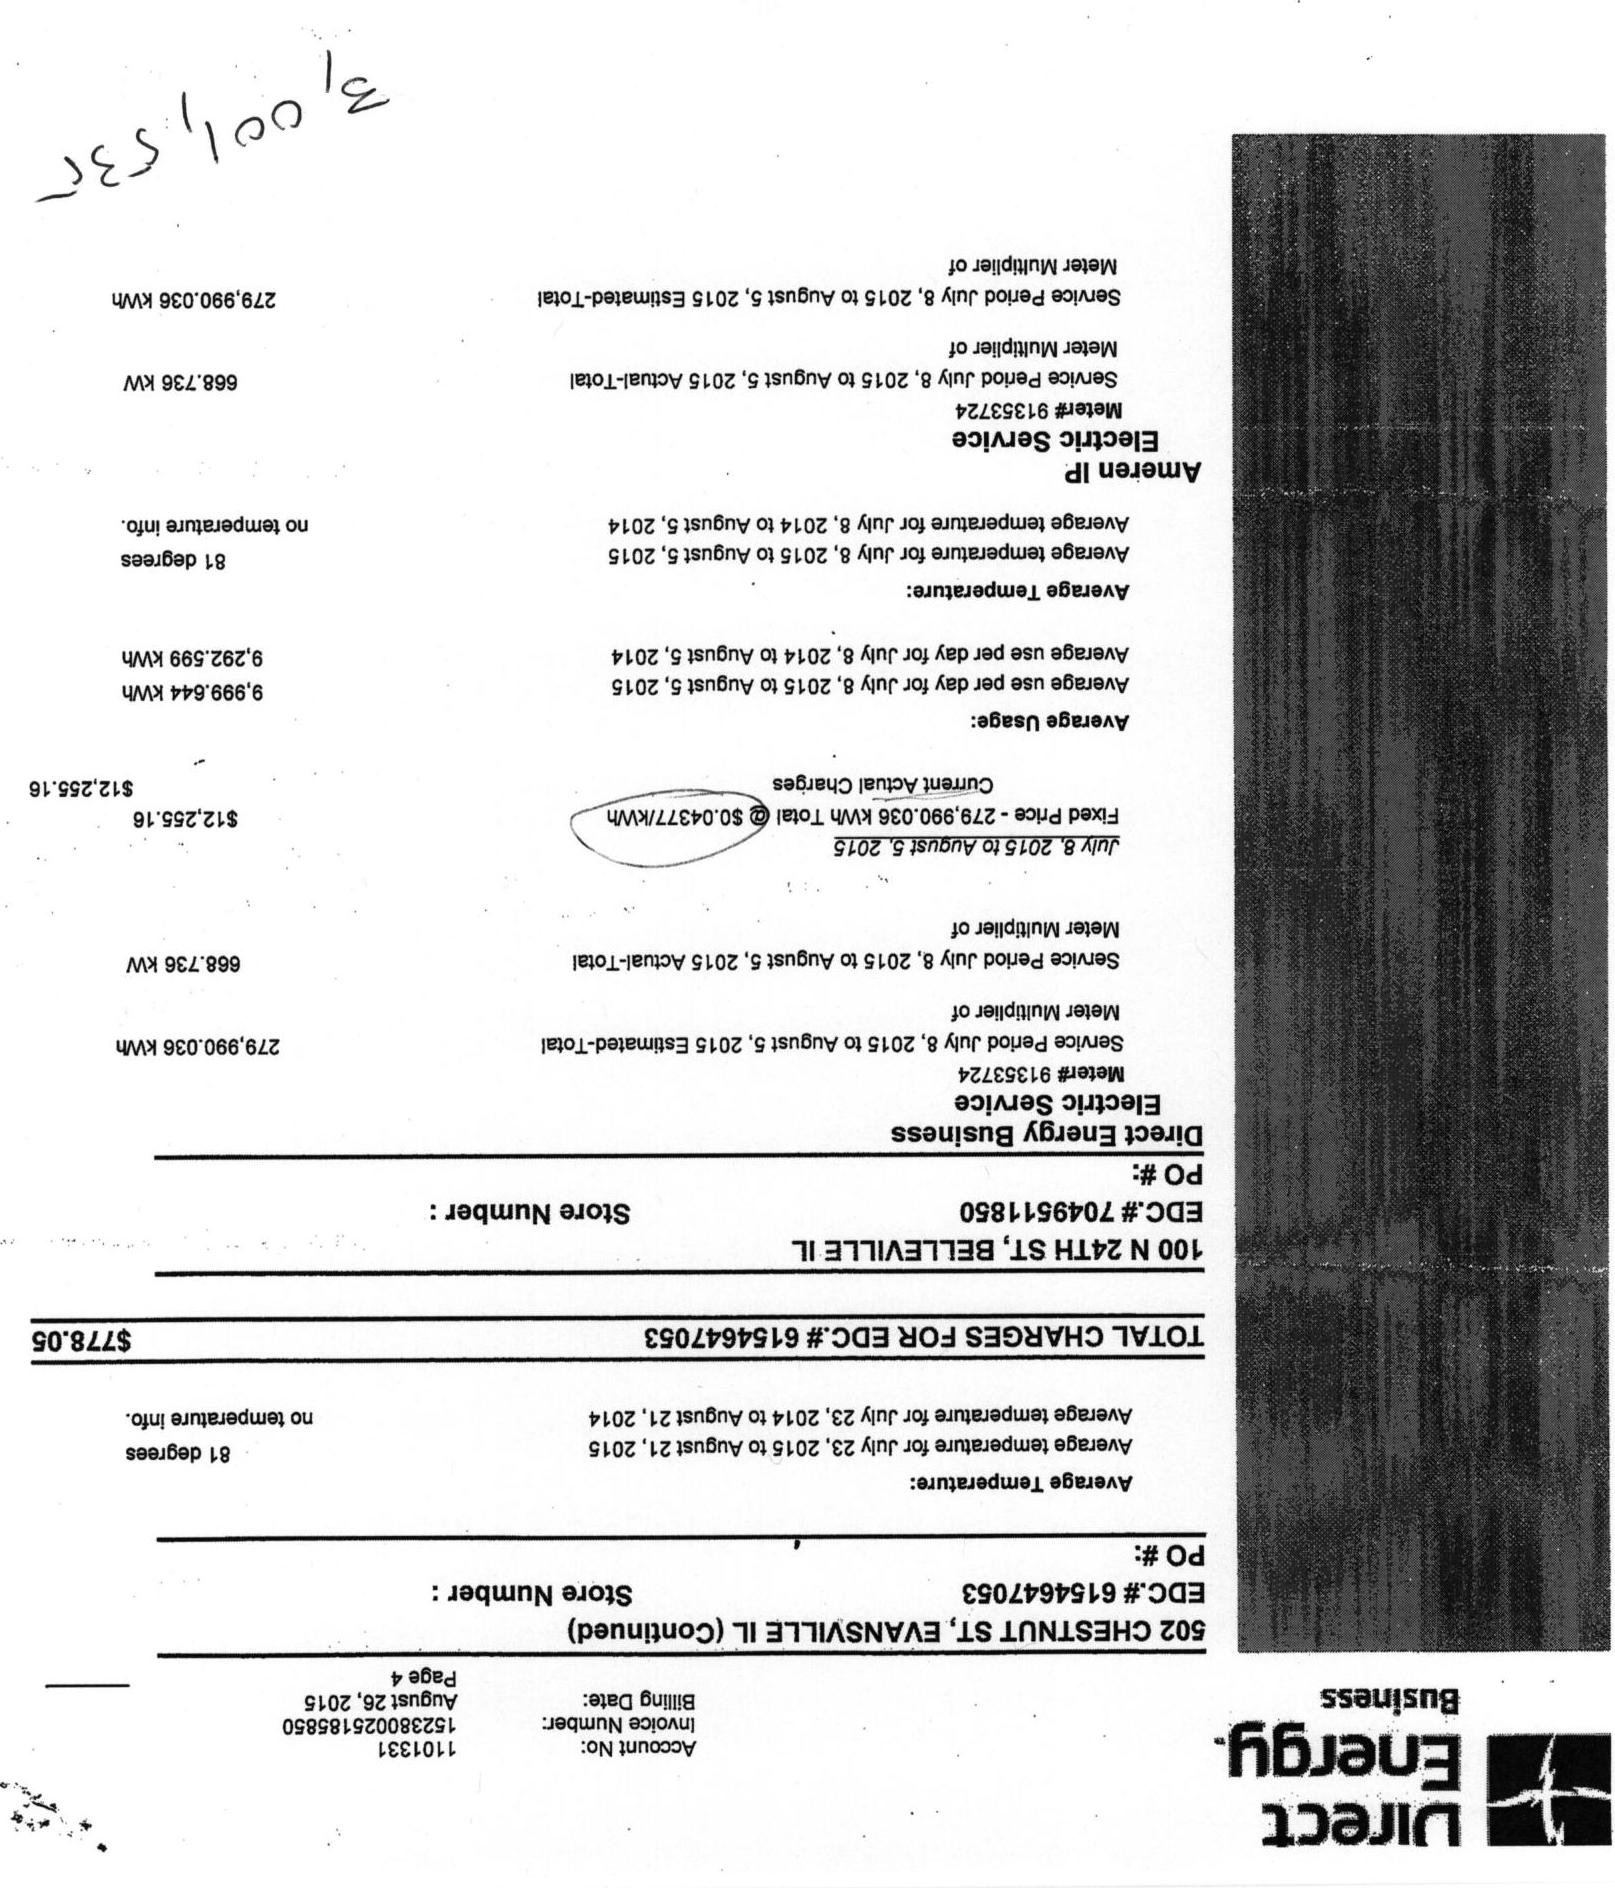 Direct
Energy.
Business
Account No: 1101331
Invoice Number: 152380025185850
Billing Date: August 26, 2015
Page 4
502 CHESTNUT ST, EVANSVILLE IL (Continued)
EDC.# 6154647053 Store Number :
PO #:
Average Temperature:
Average temperature for July 23, 2015 to August 21, 2015 81 degrees
Average temperature for July 23, 2014 to August 21, 2014 no temperature info.
TOTAL CHARGES FOR EDC.# 6154647053 $778.05
100 N 24TH ST, BELLEVILLE IL
EDC.# 7049511850 Store Number :
PO #:
Direct Energy Business
Electric Service
Meter# 91353724
Service Period July 8, 2015 to August 5, 2015 Estimated-Total 279,990.036 kWh
Meter Multiplier of
Service Period July 8, 2015 to August 5, 2015 Actual-Total 668.736 kW
Meter Multiplier of
July 8, 2015 to August 5, 2015
Fixed Price - 279,990.036 kWh Total @ $0.04377/kWh $12,255.16
Current Actual Charges $12,255.16
Average Usage:
Average use per day for July 8, 2015 to August 5, 2015 9,999.644 kWh
Average use per day for July 8, 2014 to August 5, 2014 9,292.599 kWh
Average Temperature:
Average temperature for July 8, 2015 to August 5, 2015 81 degrees
Average temperature for July 8, 2014 to August 5, 2014 no temperature info.
Ameren IP
Electric Service
Meter# 91353724
Service Period July 8, 2015 to August 5, 2015 Actual-Total 668.736 kW
Meter Multiplier of
Service Period July 8, 2015 to August 5, 2015 Estimated-Total 279,990.036 kWh
Meter Multiplier of
3,001,535